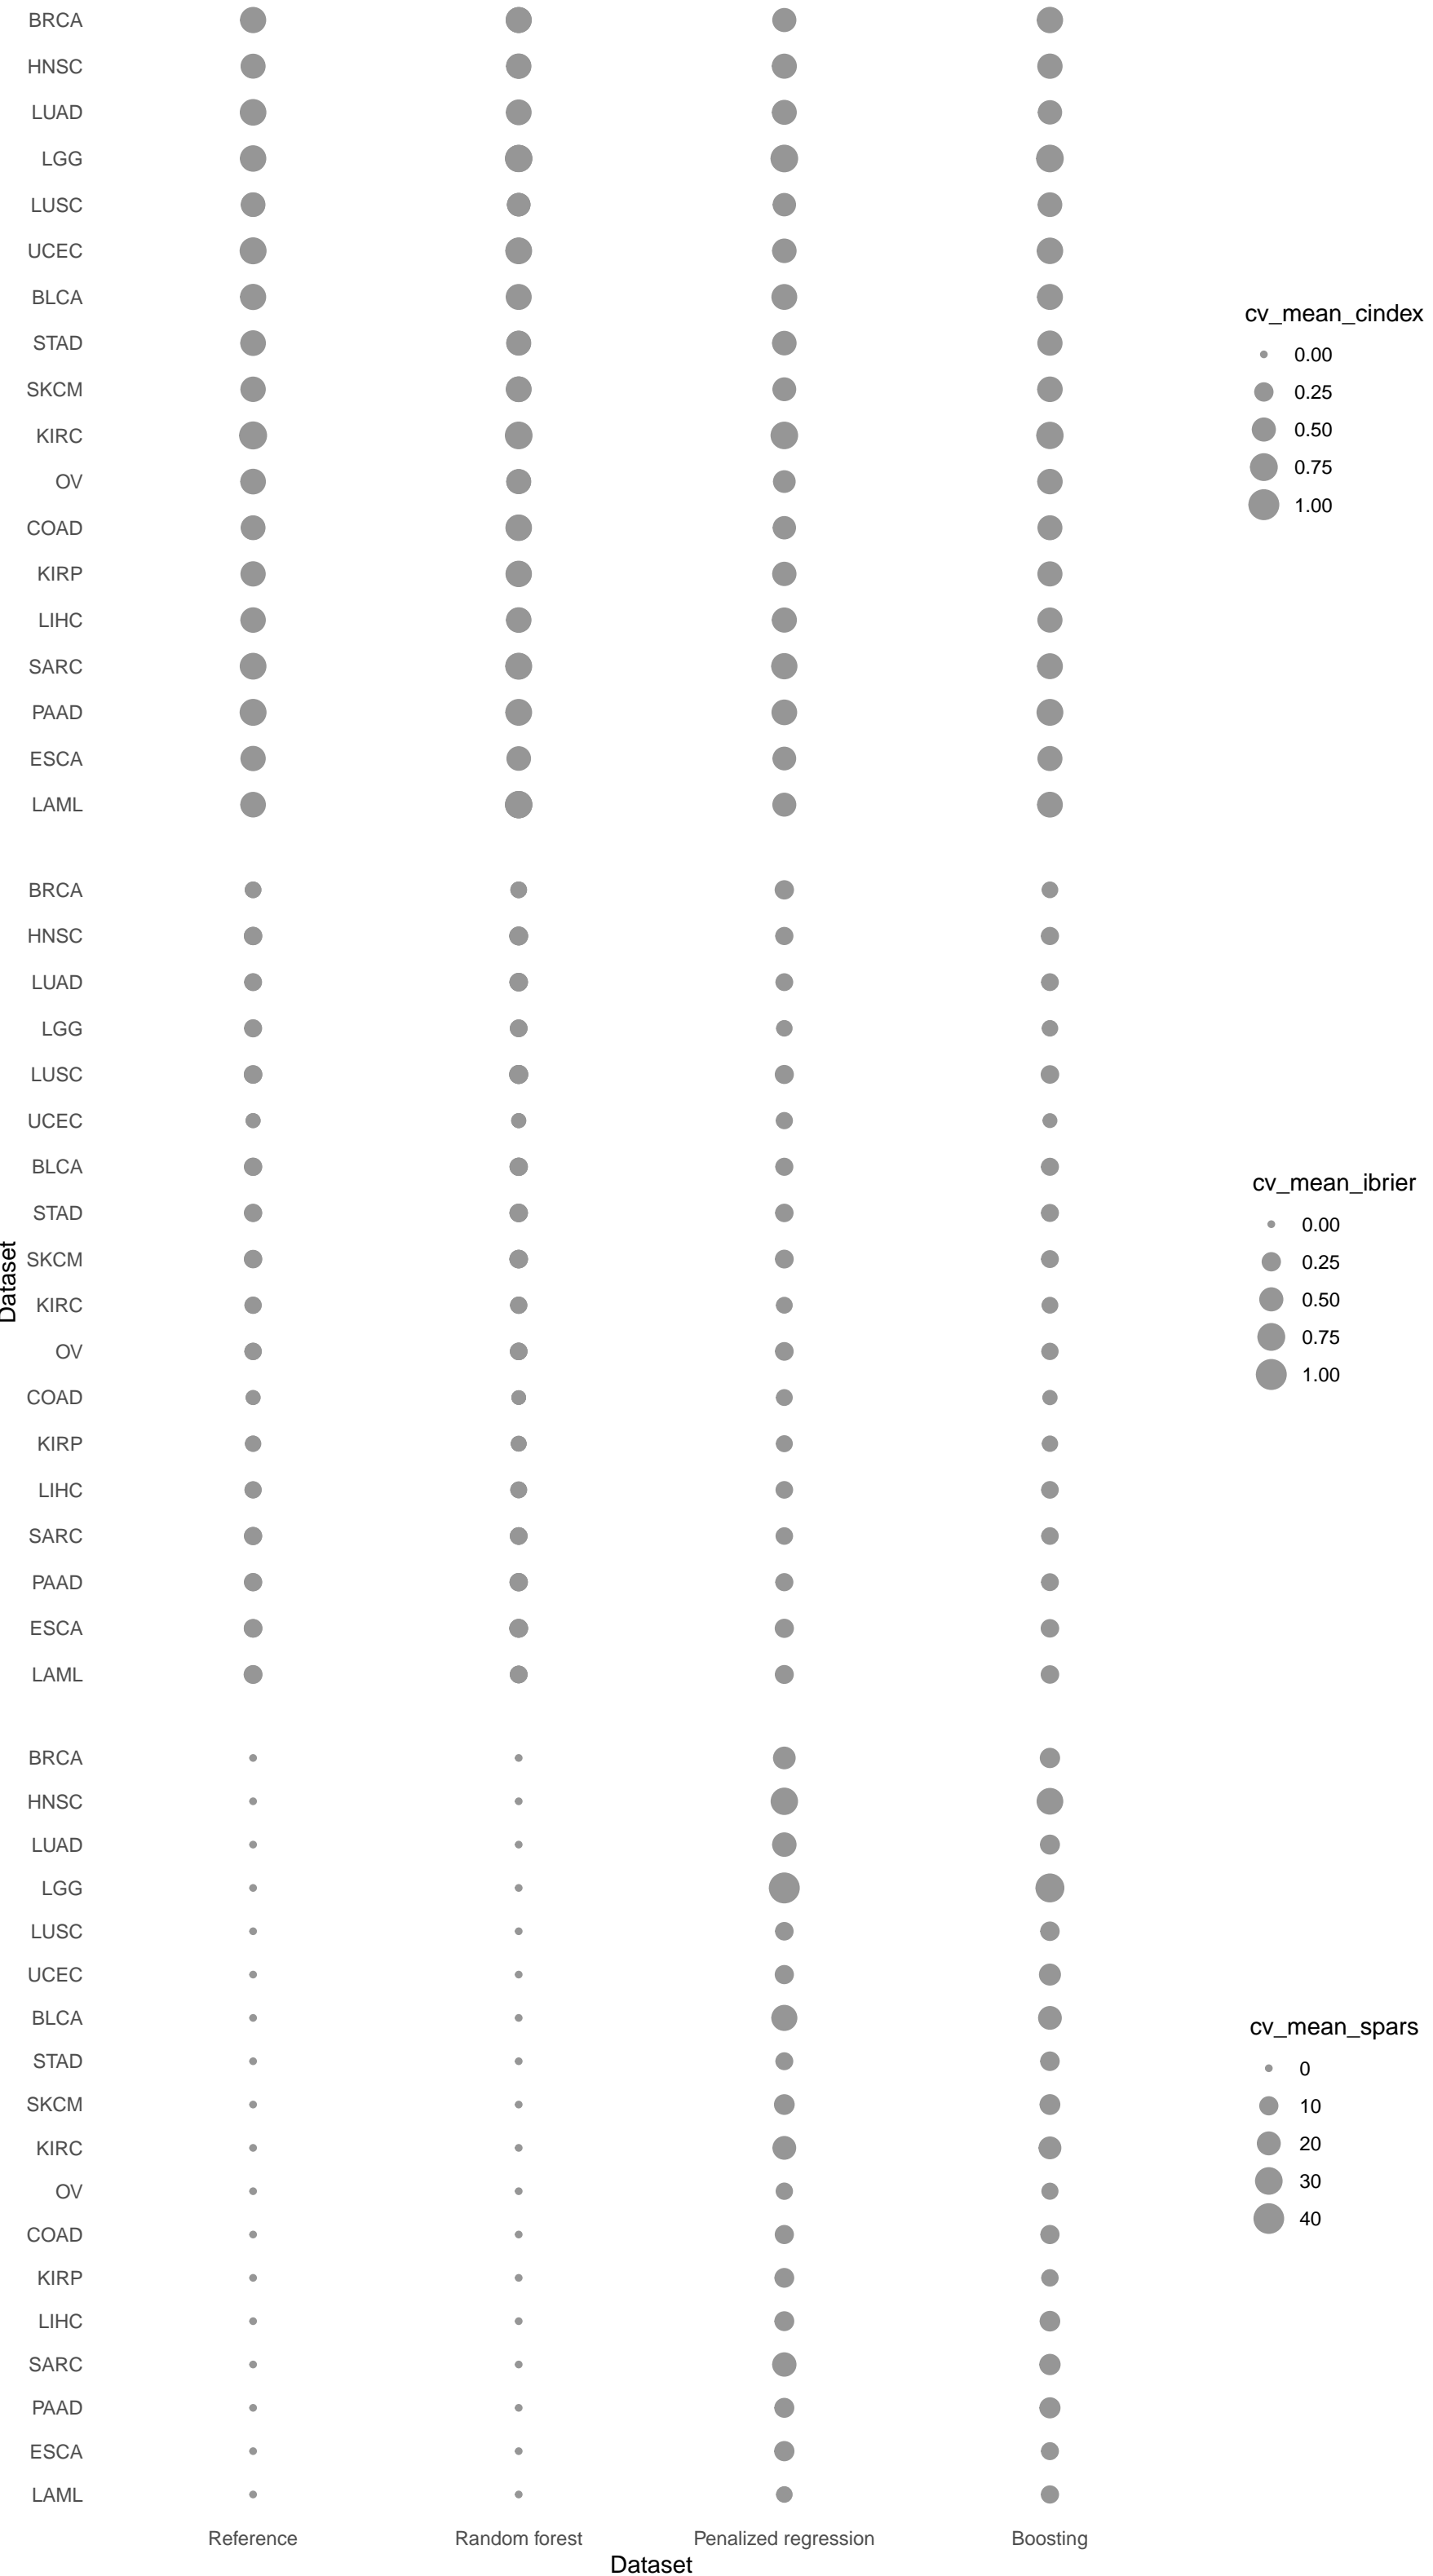 BRCA
HNSC
LUAD
LGG
LUSC
UCEC
BLCA
STAD
SKCM
KIRC
OV
COAD
KIRP
LIHC
SARC
PAAD
ESCA
LAML
cv_mean_cindex
0.00
0.25
0.50
0.75
1.00
BRCA
HNSC
LUAD
LGG
LUSC
UCEC
BLCA
STAD
SKCM
KIRC
OV
COAD
KIRP
LIHC
SARC
PAAD
ESCA
LAML
Dataset
cv_mean_ibrier
0.00
0.25
0.50
0.75
1.00
BRCA
HNSC
LUAD
LGG
LUSC
UCEC
BLCA
STAD
SKCM
KIRC
OV
COAD
KIRP
LIHC
SARC
PAAD
ESCA
LAML
cv_mean_spars
0
10
20
30
40
Reference Random forest Penalized regression Boosting
Dataset